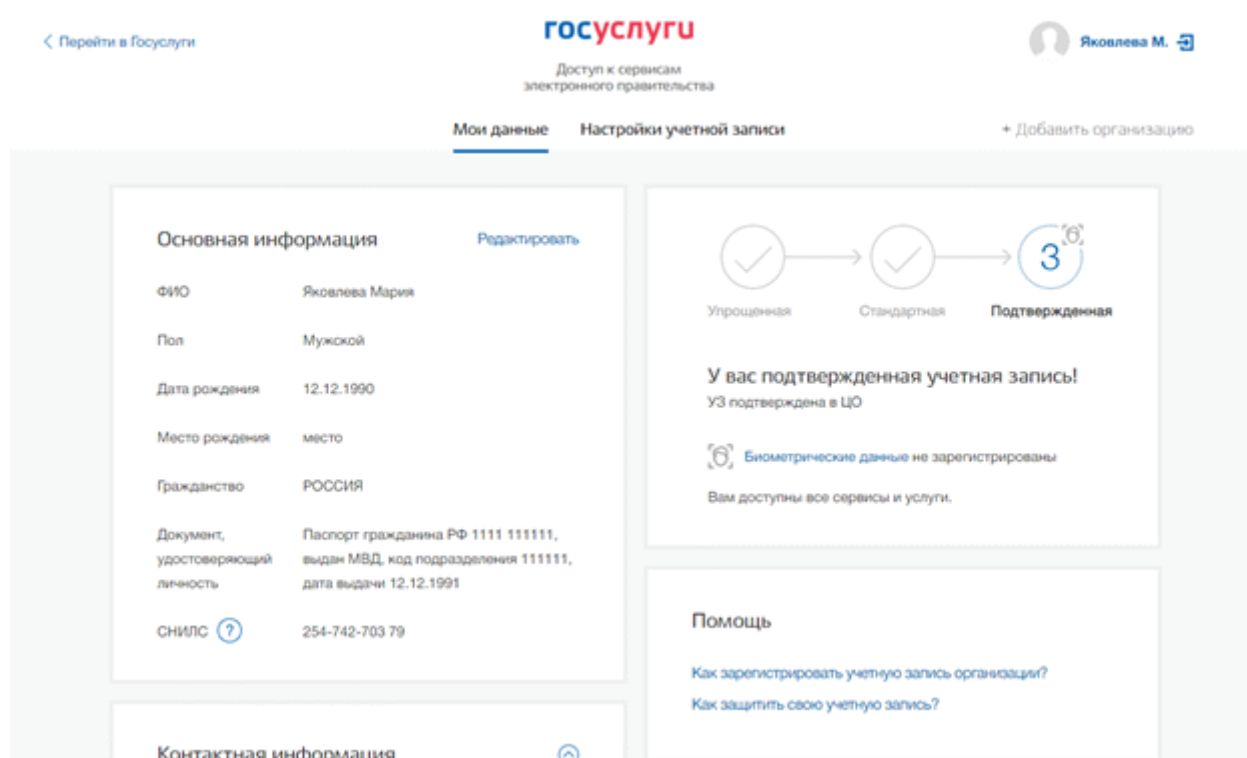 Перейти в Госуслуги
госуслуги
Яковлева М.
Доступ к сервисам
электронного правительства
Мои данные
Настройки учетной записи
+ Добавить организацию
Основная информация
Редактировать
ФИО
Яковлева Мария
Пол
Мужской
Дата рождения
12.12.1990
Место рождения
место
Гражданство
РОССИЯ
Документ,
удостоверяющий
личность
Паспорт гражданина РФ 1111 111111,
выдан МВД, код подразделения 111111,
дата выдачи 12.12.1991
СНИЛС ?
254-742-703 79
Контактная информация
3
Упрощенная
Стандартная
Подтвержденная
У вас подтвержденная учетная запись!
УЗ подтверждена в ЦО
Биометрические данные не зарегистрированы
Вам доступны все сервисы и услуги.
Помощь
Как зарегистрировать учетную запись организации?
Как защитить свою учетную запись?